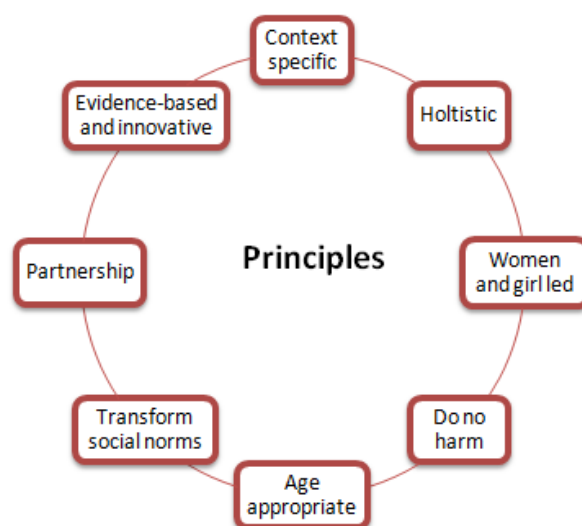 Context
specific
Evidence-based
and innovative
Holtistic
Principles
Partnership
Women
and girl led
Transform
social norms
Do no
harm
Age
appropriate